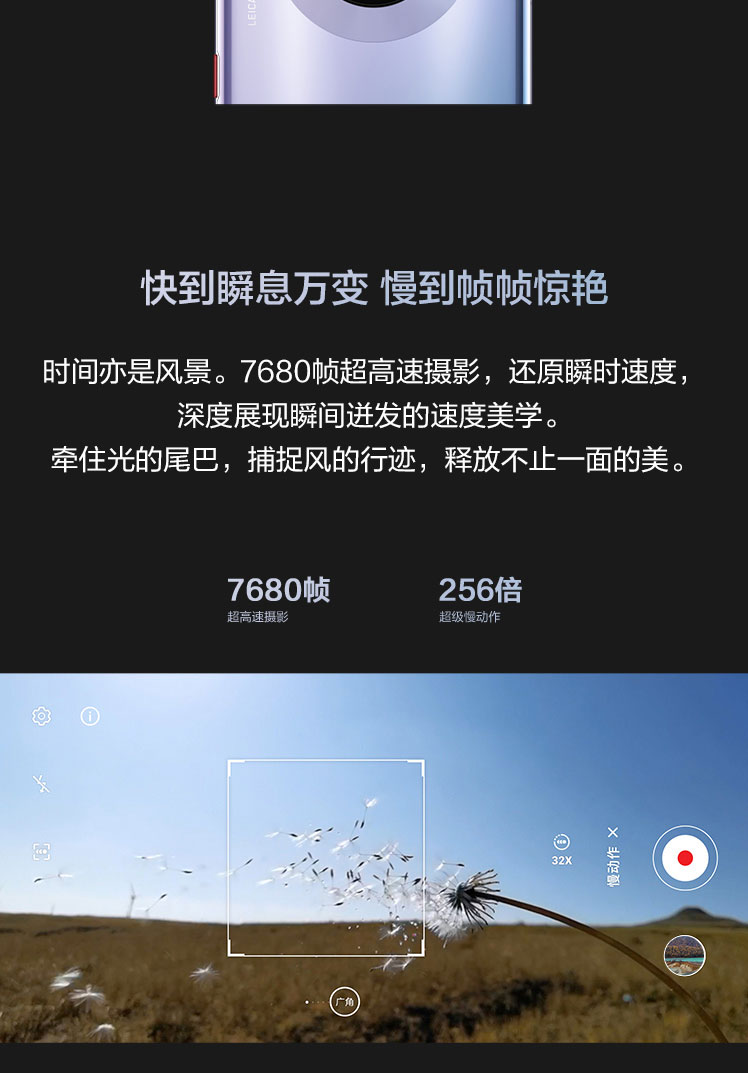 LEICA
快到瞬息万变 慢到帧帧惊艳
时间亦是风景。7680帧超高速摄影，还原瞬时速度，
深度展现瞬间迸发的速度美学。
牵住光的尾巴，捕捉风的行迹，释放不止一面的美。
7680帧 256倍
超高速摄影 超级慢动作
32X
慢动作 ×
广角